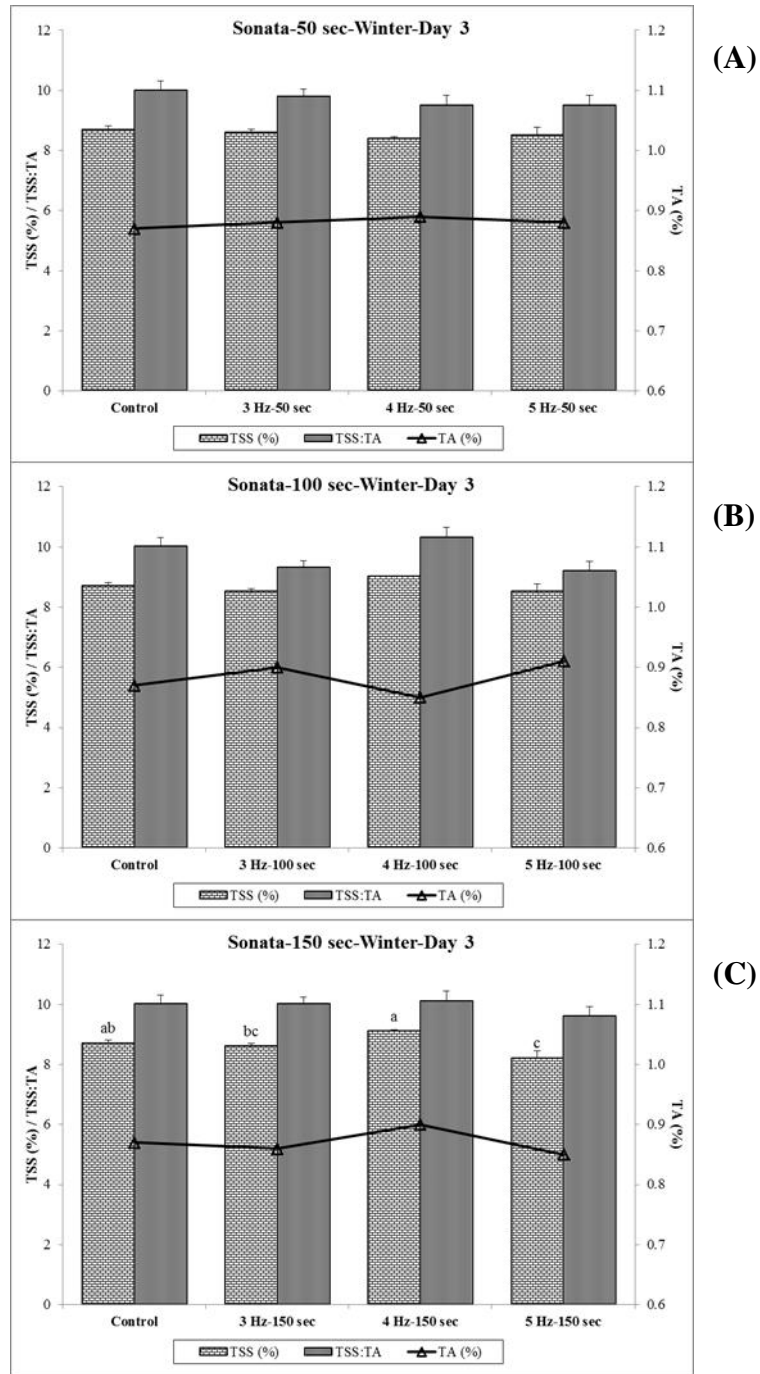 Sonata-50 sec-Winter-Day 3
(A)
12
10
8
6
4
2
0
TSS (%) / TSS:TA
1.2
1.1
1.0
0.9
0.8
0.7
0.6
TA (%)
Control 3 Hz-50 sec 4 Hz-50 sec 5 Hz-50 sec
TSS (%) TSS:TA TA (%)
Sonata-100 sec-Winter-Day 3
(B)
12
10
8
6
4
2
0
TSS (%) / TSS:TA
1.2
1.1
1.0
0.9
0.8
0.7
0.6
TA (%)
Control 3 Hz-100 sec 4 Hz-100 sec 5 Hz-100 sec
TSS (%) TSS:TA TA (%)
Sonata-150 sec-Winter-Day 3
(C)
12
10
8
6
4
2
0
TSS (%) / TSS:TA
ab bc a c
1.2
1.1
1.0
0.9
0.8
0.7
0.6
TA (%)
Control 3 Hz-150 sec 4 Hz-150 sec 5 Hz-150 sec
TSS (%) TSS:TA TA (%)